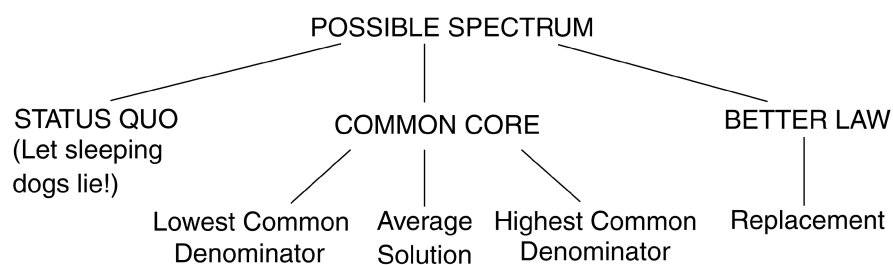 POSSIBLE SPECTRUM
STATUS QUO
(Let sleeping
dogs lie!)
COMMON CORE
BETTER LAW
Lowest Common
Denominator
Average
Solution
Highest Common
Denominator
Replacement